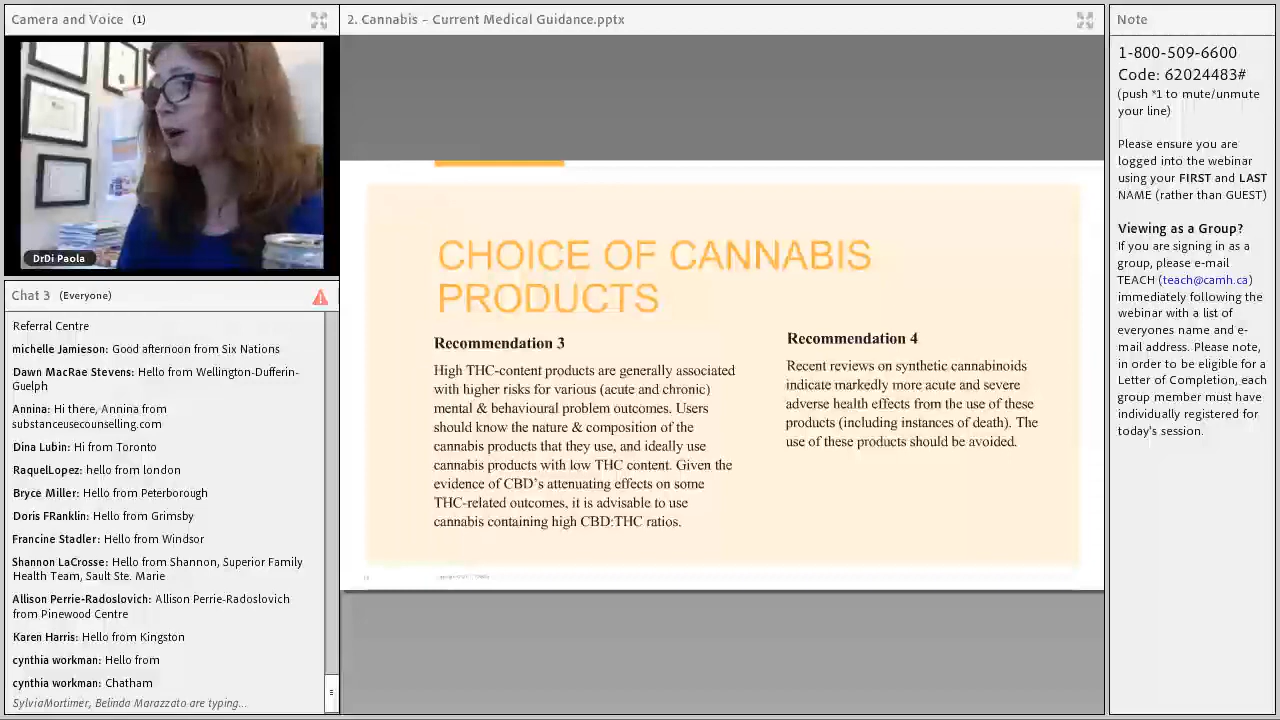 Camera and Voice (1)
DrDi Paola
Chat 3 (Everyone)
Referral Centre
michelle Jamieson: Good afternoon from Six Nations
Dawn MacRae Stevens: Hello from Wellington-Dufferin-
Guelph
Annina: Hi there, Annina from
substanceusecounselling.com
Dina Lubin: Hi from Toronto
RaquelLopez: hello from london
Bryce Miller: Hello from Peterborough
Doris FRanklin: Hello from Grimsby
Francine Stadler: Hello from Windsor
Shannon LaCrosse: Hello from Shannon, Superior Family
Health Team, Sault Ste. Marie
Allison Perrie-Radoslovich: Allison Perrie-Radoslovich
from Pinewood Centre
Karen Harris: Hello from Kingston
cynthia workman: Hello from
cynthia workman: Chatham
SylviaMortimer, Belinda Marazzato are typing...
2. Cannabis – Current Medical Guidance.pptx
CHOICE OF CANNABIS
PRODUCTS
Recommendation 3
High THC-content products are generally associated
with higher risks for various (acute and chronic)
mental & behavioural problem outcomes. Users
should know the nature & composition of the
cannabis products that they use, and ideally use
cannabis products with low THC content. Given the
evidence of CBD's attenuating effects on some
THC-related outcomes, it is advisable to use
cannabis containing high CBD:THC ratios.
Recommendation 4
Recent reviews on synthetic cannabinoids
indicate markedly more acute and severe
adverse health effects from the use of these
products (including instances of death). The
use of these products should be avoided.
Note
1-800-509-6600
Code: 62024483#
(push *1 to mute/unmute
your line)
Please ensure you are
logged into the webinar
using your FIRST and LAST
NAME (rather than GUEST)
Viewing as a Group?
If you are signing in as a
group, please e-mail
TEACH (teach@camh.ca)
immediately following the
webinar with a list of
everyones name and e-
mail address. Please note,
in order to be eligible for a
Letter of Completion, each
group member must have
individually registered for
today's session.